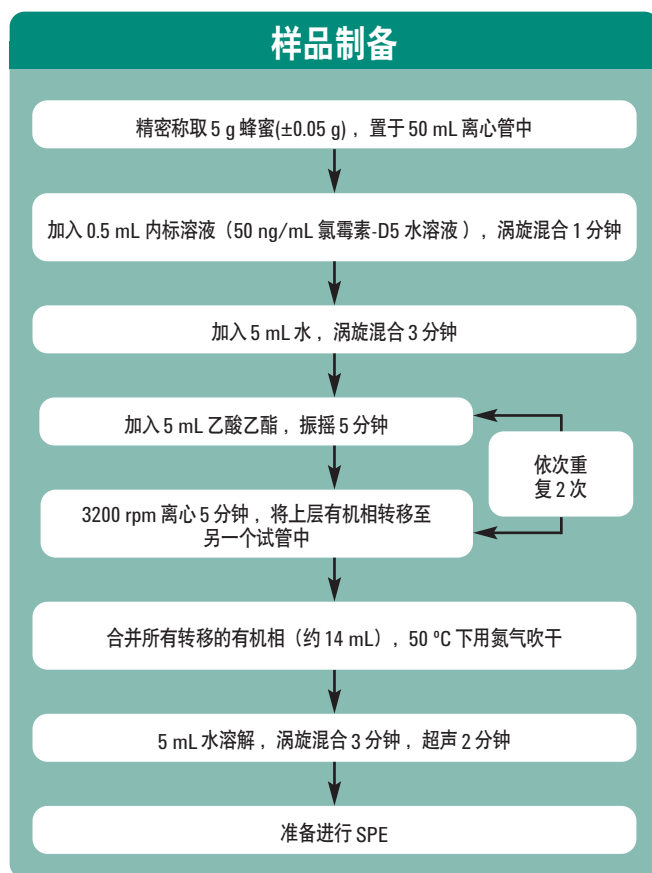 样品制备
精密称取 5 g 蜂蜜(±0.05 g) ，置于 50 mL 离心管中
加入 0.5 mL 内标溶液（50 ng/mL 氯霉素-D5 水溶液 ），涡旋混合 1 分钟
加入 5 mL 水，涡旋混合 3 分钟
加入 5 mL 乙酸乙酯，振摇 5 分钟
依次重
复 2 次
3200 rpm 离心 5 分钟，将上层有机相转移至
另一个试管中
合并所有转移的有机相（约 14 mL），50 ºC 下用氮气吹干
5 mL 水溶解，涡旋混合 3 分钟，超声 2 分钟
准备进行 SPE